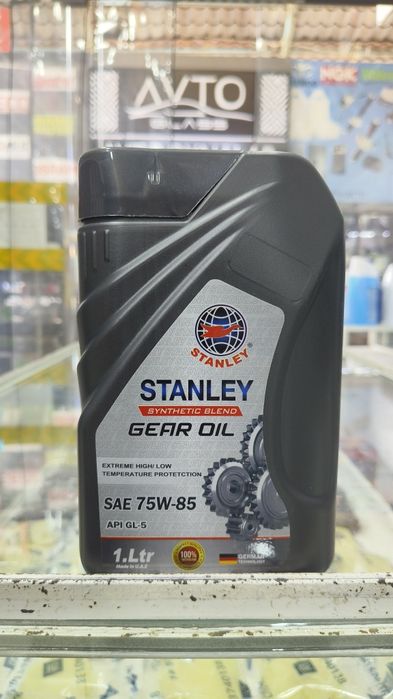 AVTO
GLASS
NGK
STANLEY
®
STANLEY
SYNTHETIC BLEND
GEAR OIL
EXTREME HIGH/ LOW
TEMPERATURE PROTETCTION
SAE 75W-85
API GL-5
1.Ltr
Made in U.A.E
100%
GERMAN
TECHNOLOGY